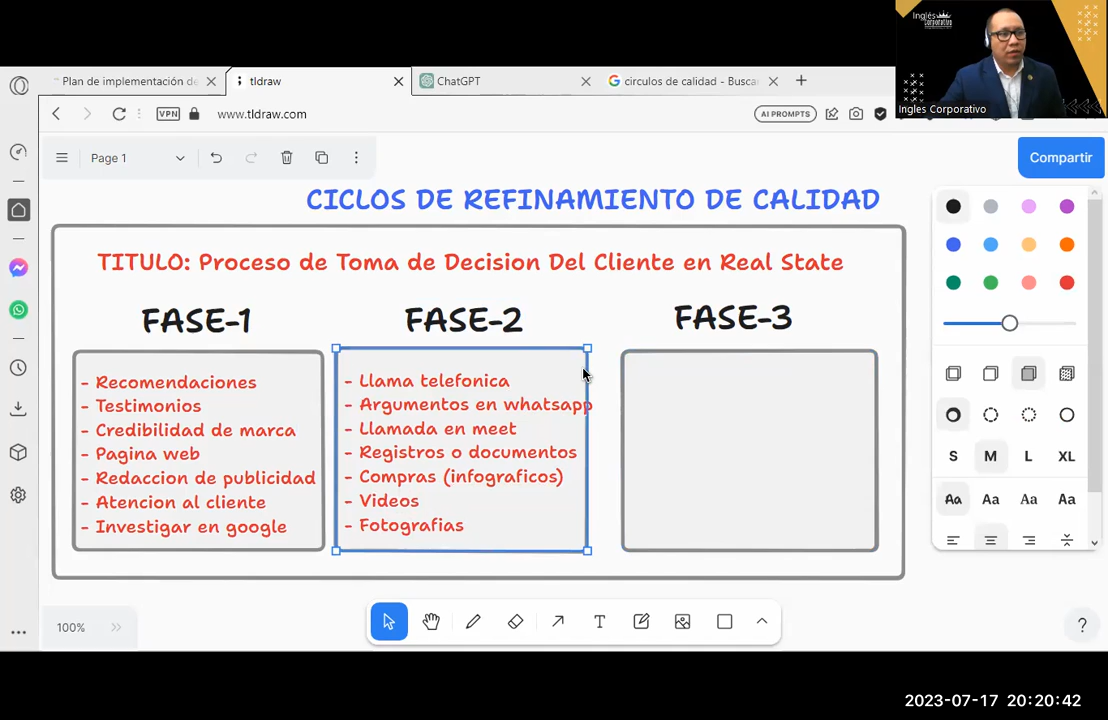 Inglés
Corporativo
Ingles Corporativo
Plan de implementación de
tldraw
ChatGPT
circulos de calidad - Busca
VPN
www.tldraw.com
AI PROMPTS
Page 1
Compartir
CICLOS DE REFINAMIENTO DE CALIDAD
TITULO: Proceso de Toma de Decision Del Cliente en Real State
FASE-1
FASE-2
FASE-3
- Recomendaciones
- Testimonios
- Credibilidad de marca
- Pagina web
- Redaccion de publicidad
- Atencion al cliente
- Investigar en google
- Llama telefonica
- Argumentos en whatsapp
- Llamada en meet
- Registros o documentos
- Compras (infograficos)
- Videos
- Fotografias
S M L XL
Aa Aa Aa Aa
100%
T
?
2023-07-17 20:20:42